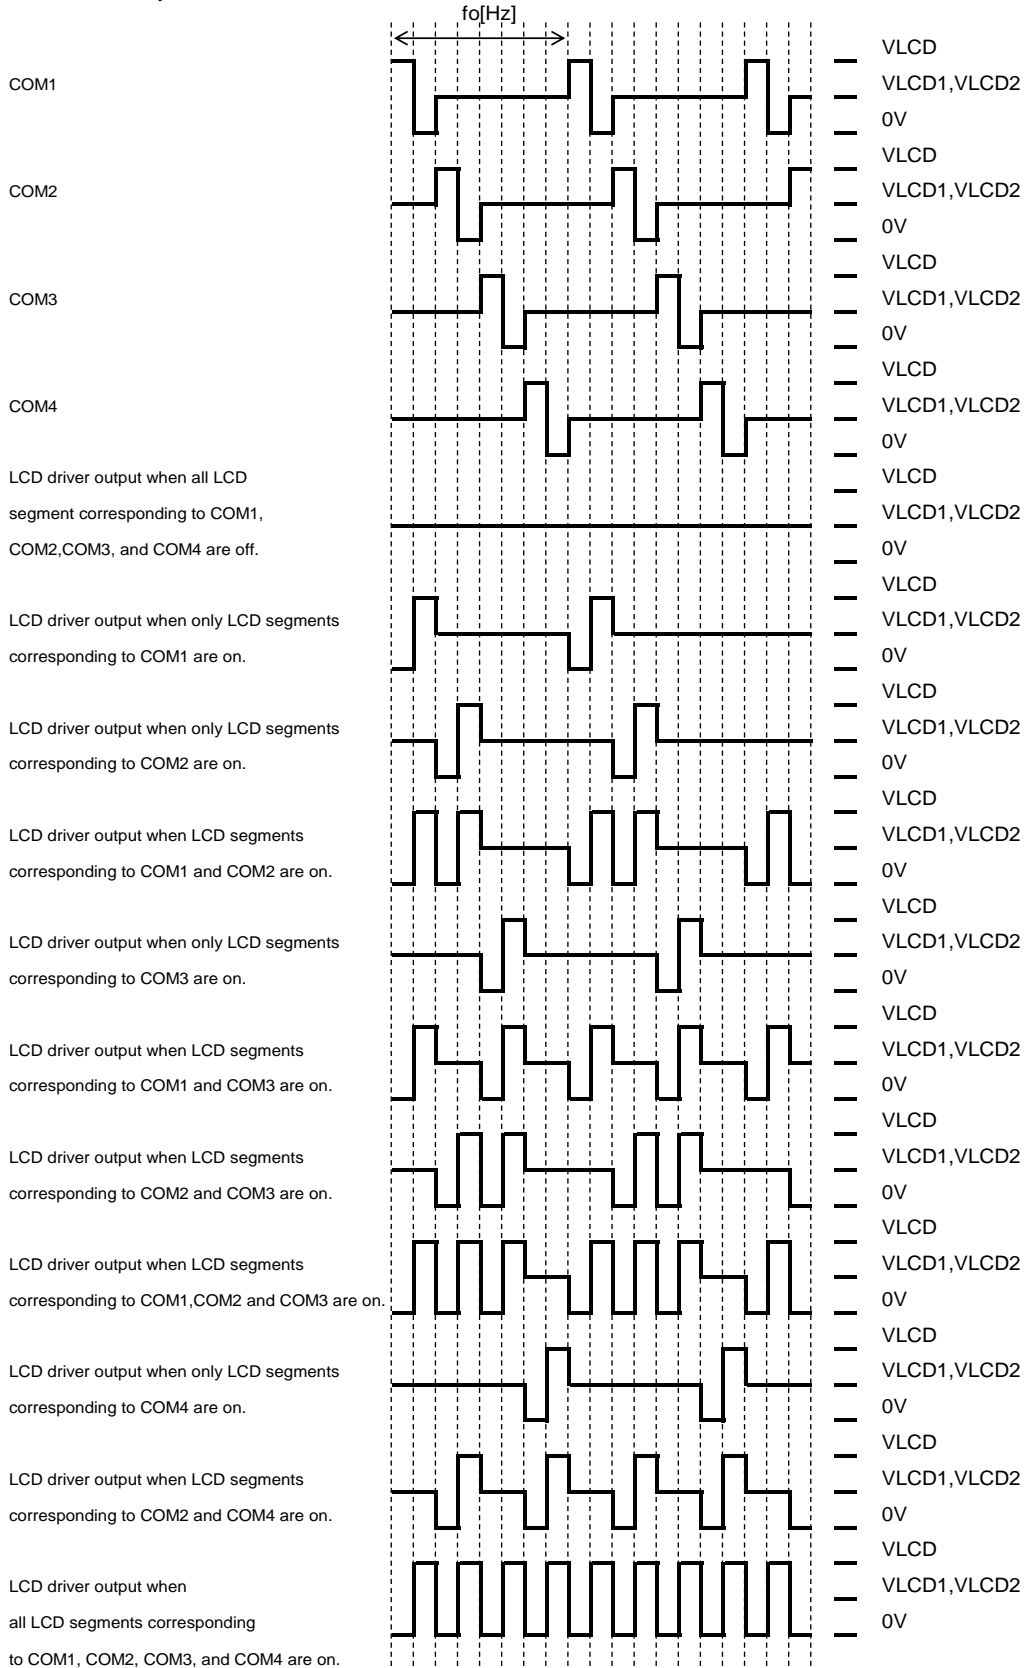 fo[Hz]
VLCD
COM1
VLCD1,VLCD2
0V
VLCD
COM2
VLCD1,VLCD2
0V
VLCD
COM3
VLCD1,VLCD2
0V
VLCD
COM4
VLCD1,VLCD2
0V
LCD driver output when all LCD
VLCD
segment corresponding to COM1,
VLCD1,VLCD2
COM2,COM3, and COM4 are off.
0V
VLCD
LCD driver output when only LCD segments
VLCD1,VLCD2
corresponding to COM1 are on.
0V
VLCD
LCD driver output when only LCD segments
VLCD1,VLCD2
corresponding to COM2 are on.
0V
VLCD
LCD driver output when LCD segments
VLCD1,VLCD2
corresponding to COM1 and COM2 are on.
0V
VLCD
LCD driver output when only LCD segments
VLCD1,VLCD2
corresponding to COM3 are on.
0V
VLCD
LCD driver output when LCD segments
VLCD1,VLCD2
corresponding to COM1 and COM3 are on.
0V
VLCD
LCD driver output when LCD segments
VLCD1,VLCD2
corresponding to COM2 and COM3 are on.
0V
VLCD
LCD driver output when LCD segments
VLCD1,VLCD2
corresponding to COM1,COM2 and COM3 are on.
0V
VLCD
LCD driver output when only LCD segments
VLCD1,VLCD2
corresponding to COM4 are on.
0V
VLCD
LCD driver output when LCD segments
VLCD1,VLCD2
corresponding to COM2 and COM4 are on.
0V
VLCD
LCD driver output when
VLCD1,VLCD2
all LCD segments corresponding
0V
to COM1, COM2, COM3, and COM4 are on.